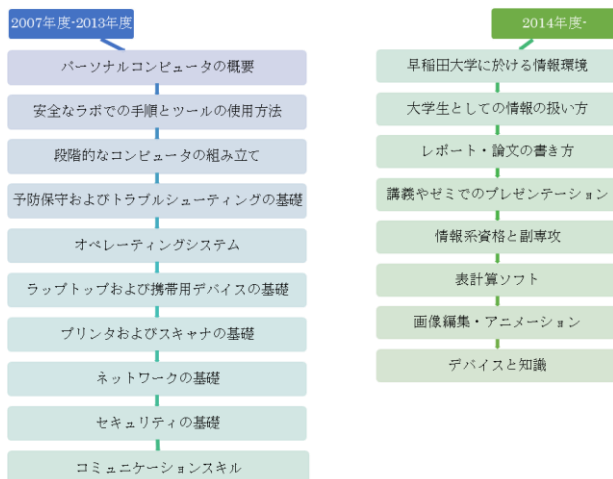 2007年度-2013年度
パーソナルコンピュータの概要
安全なラボでの手順とツールの使用方法
段階的なコンピュータの組み立て
予防保守およびトラブルシューティングの基礎
オペレーティングシステム
ラップトップおよび携帯用デバイスの基礎
プリンタおよびスキャナの基礎
ネットワークの基礎
セキュリティの基礎
コミュニケーションスキル
2014年度-
早稲田大学に於ける情報環境
大学生としての情報の扱い方
レポート・論文の書き方
講義やゼミでのプレゼンテーション
情報系資格と副専攻
表計算ソフト
画像編集・アニメーション
デバイスと知識